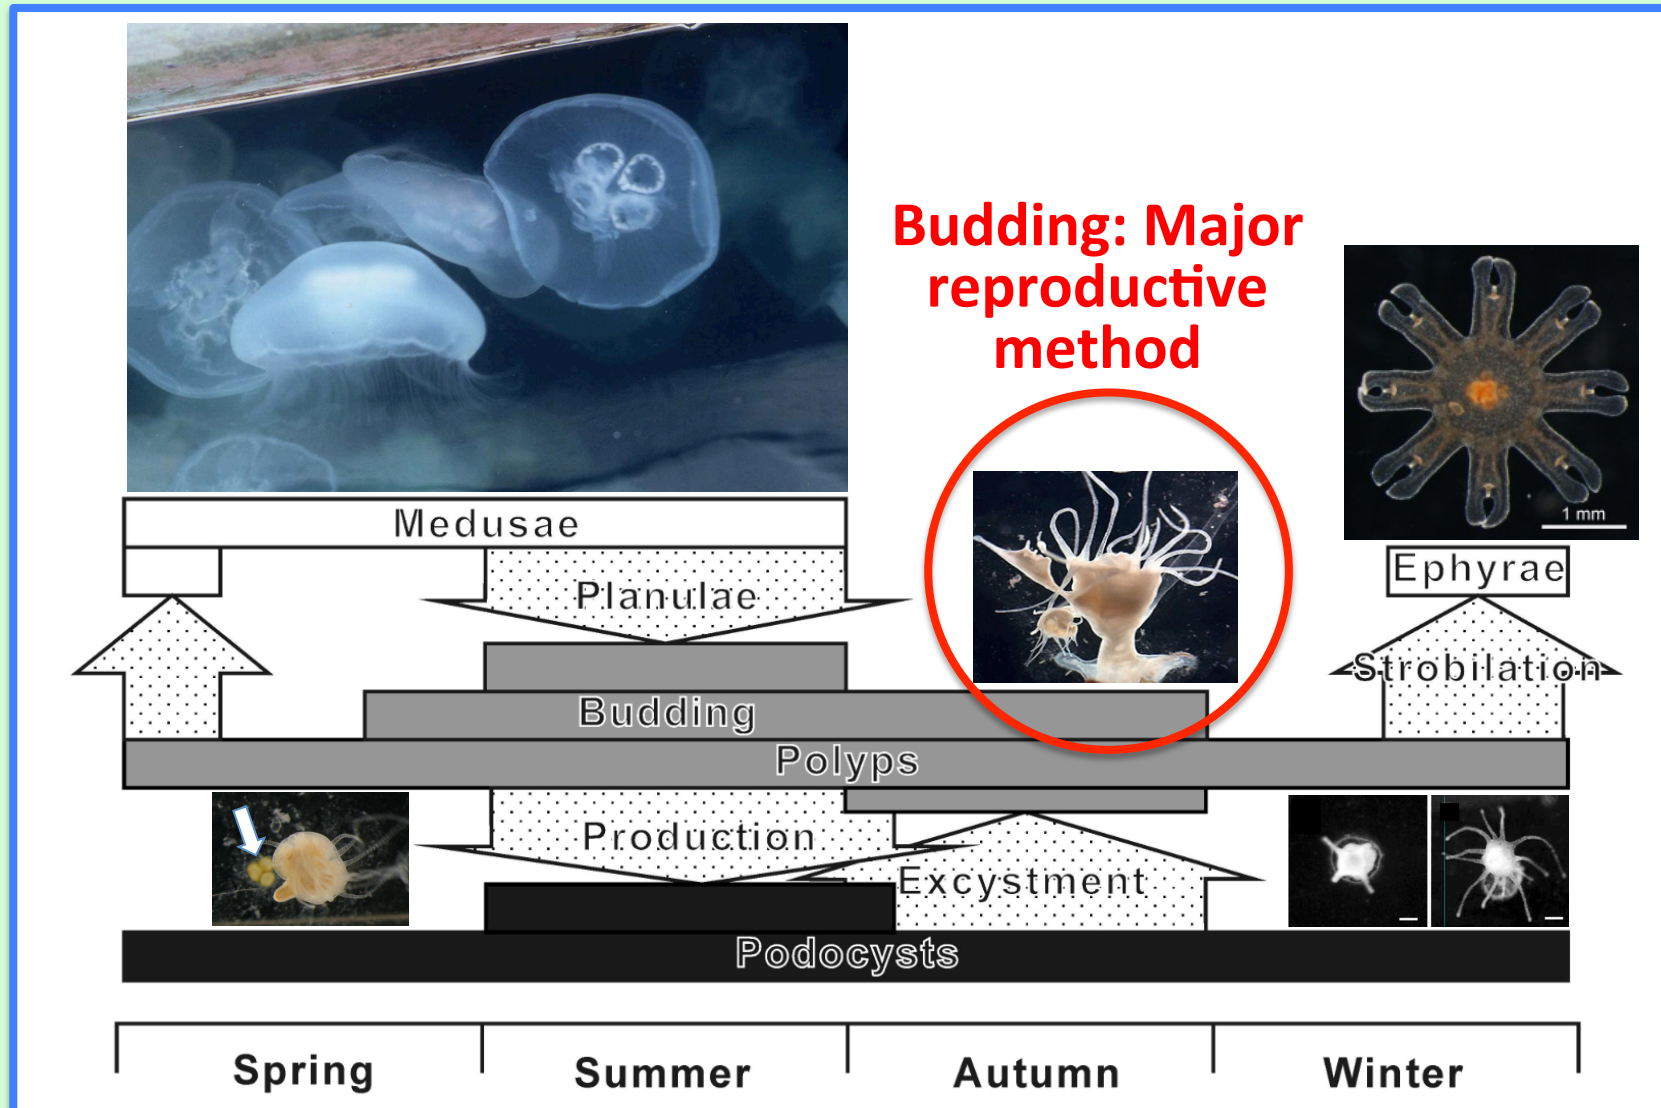 Budding: Major
reproductive
method
1 mm
Medusae
Ephyrae
Planulae
Strobilation
Budding
Polyps
Production
Excystment
Podocysts
Spring
Summer
Autumn
Winter